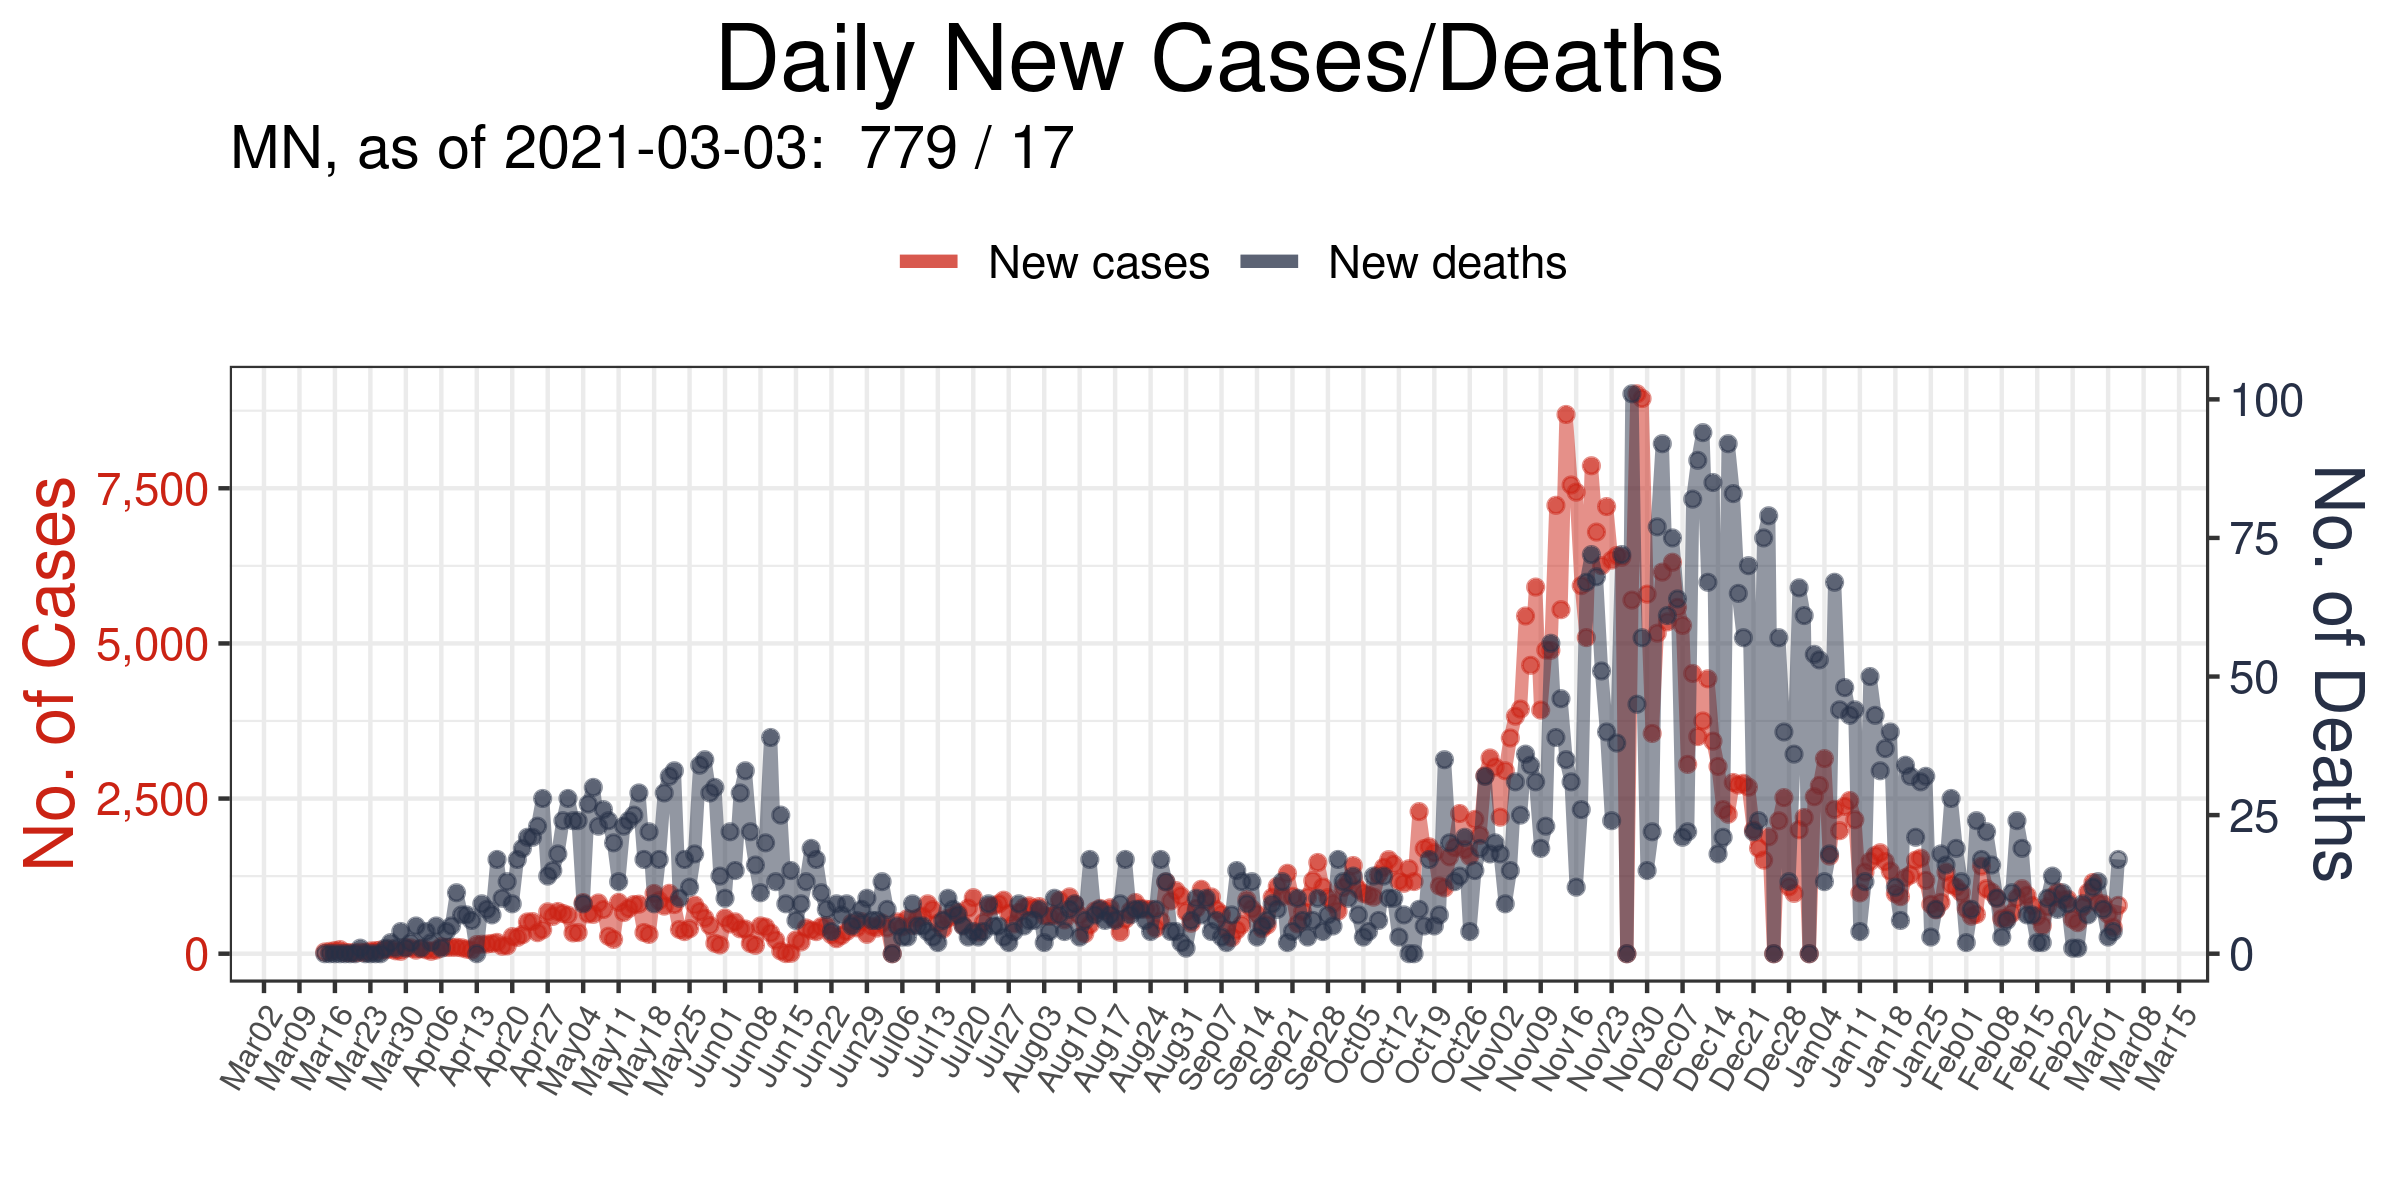 Daily New Cases/Deaths
MN, as of 2021-03-03: 779 / 17
New cases
New deaths
No. of Cases
7,500
5,000
2,500
0
100
75
50
25
0
No. of Deaths
Mar02
Mar09
Mar16
Mar23
Mar30
Apr06
Apr13
Apr20
Apr27
May04
May11
May18
May25
Jun01
Jun08
Jun15
Jun22
Jun29
Jul06
Jul13
Jul20
Jul27
Aug03
Aug10
Aug17
Aug24
Aug31
Sep07
Sep14
Sep21
Sep28
Oct05
Oct12
Oct19
Oct26
Nov02
Nov09
Nov16
Nov23
Nov30
Dec07
Dec14
Dec21
Dec28
Jan04
Jan11
Jan18
Jan25
Feb01
Feb08
Feb15
Feb22
Mar01
Mar08
Mar15